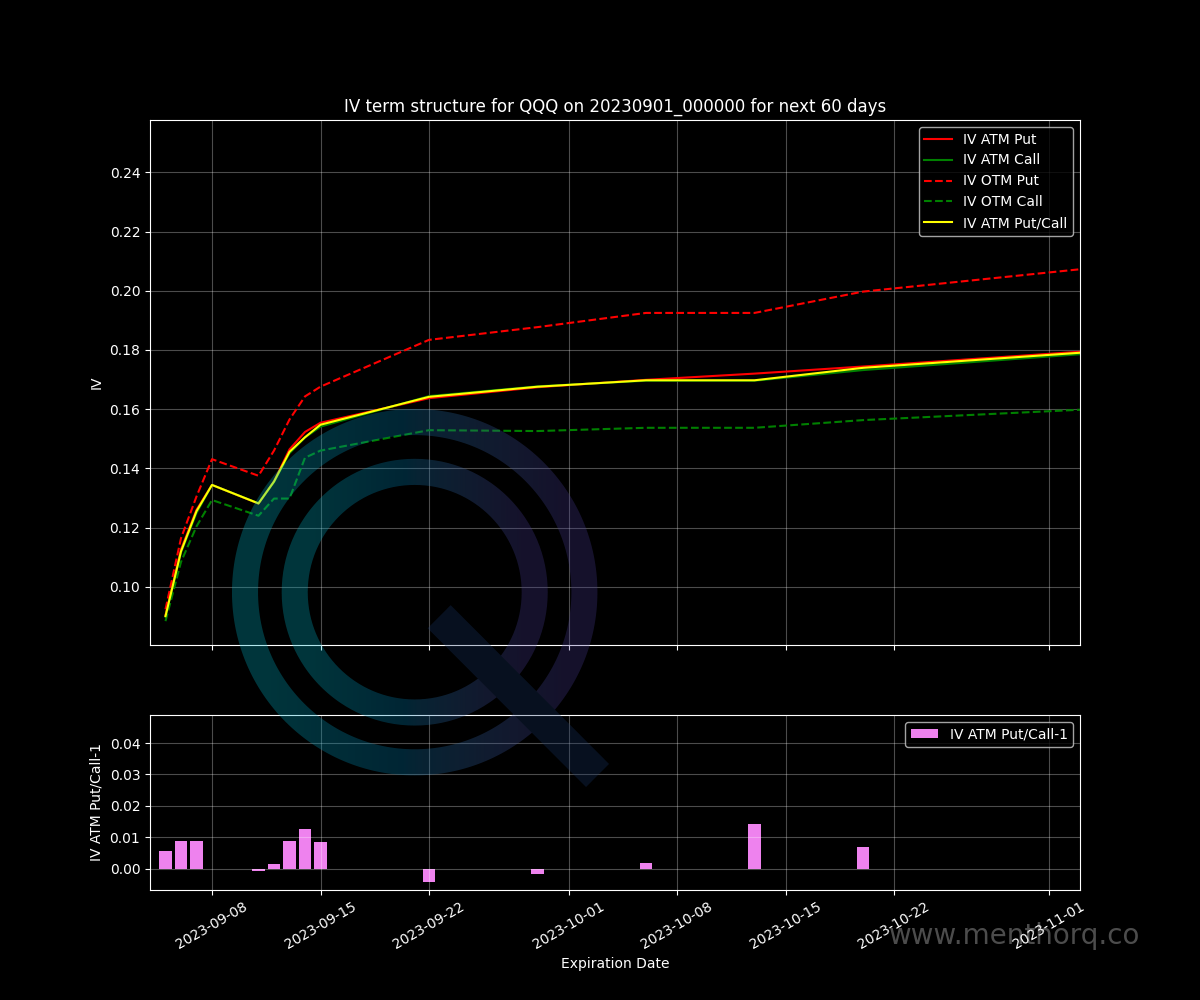 IV term structure for QQQ on 20230901_000000 for next 60 days
IV ATM Put
IV ATM Call
IV OTM Put
IV OTM Call
IV ATM Put/Call
0.24
0.22
0.20
0.18
0.16
0.14
0.12
0.10
IV
IV ATM Put/Call-1
0.04
0.03
0.02
0.01
0.00
IV ATM Put/Call-1
2023-09-08
2023-09-15
2023-09-22
2023-10-01
2023-10-08
2023-10-15
2023-10-22
2023-11-01
www.menthorq.co
Expiration Date